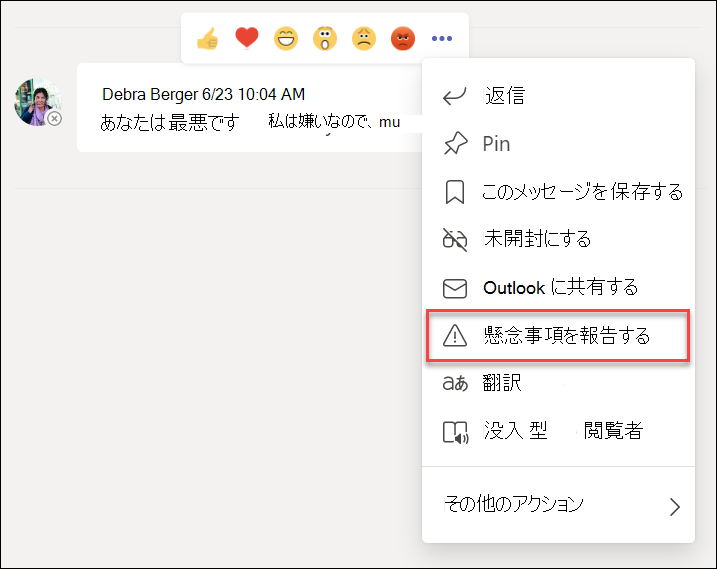 Debra Berger 6/23 10:04 AM
あなたは 最悪です 私は嫌いなので、mu
返信
Pin
このメッセージを保存する
未開封にする
Outlook に共有する
懸念事項を報告する
aあ 翻訳
没入 型 閲覧者
その他のアクション